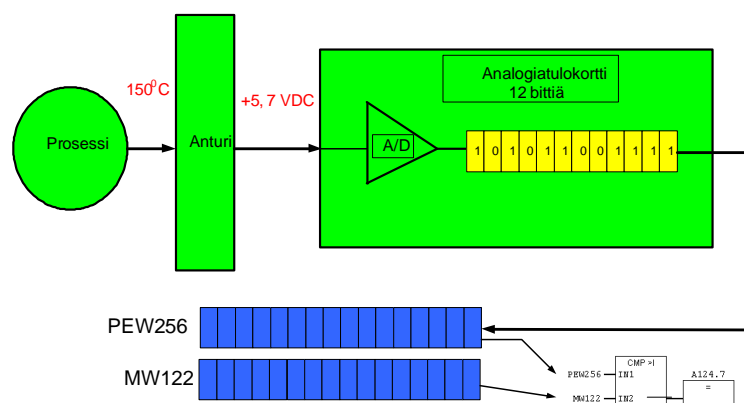 Prosessi
150⁰C
Anturi
+5, 7 VDC
Analogiatulokortti
12 bittiä
A/D
1 0 1 0 1 1 0 0 1 1 1 1
PEW256
MW122
CMP >I
PEW256 IN1
MW122 IN2
A124.7
=